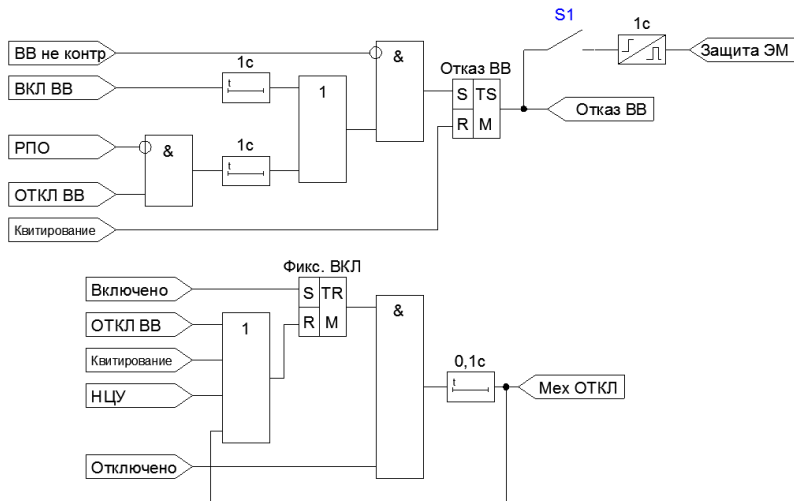 S1
1с
ВВ не контр
&
Защита ЭМ
1с
Отказ ВВ
ВКЛ ВВ
t
1
S TS
Отказ ВВ
R M
РПО
&
1с
t
ОТКЛ ВВ
Квитирование
Фикс. ВКЛ
Включено
S TR
&
ОТКЛ ВВ
1
R M
Квитирование
0,1с
t
Мех ОТКЛ
НЦУ
Отключено